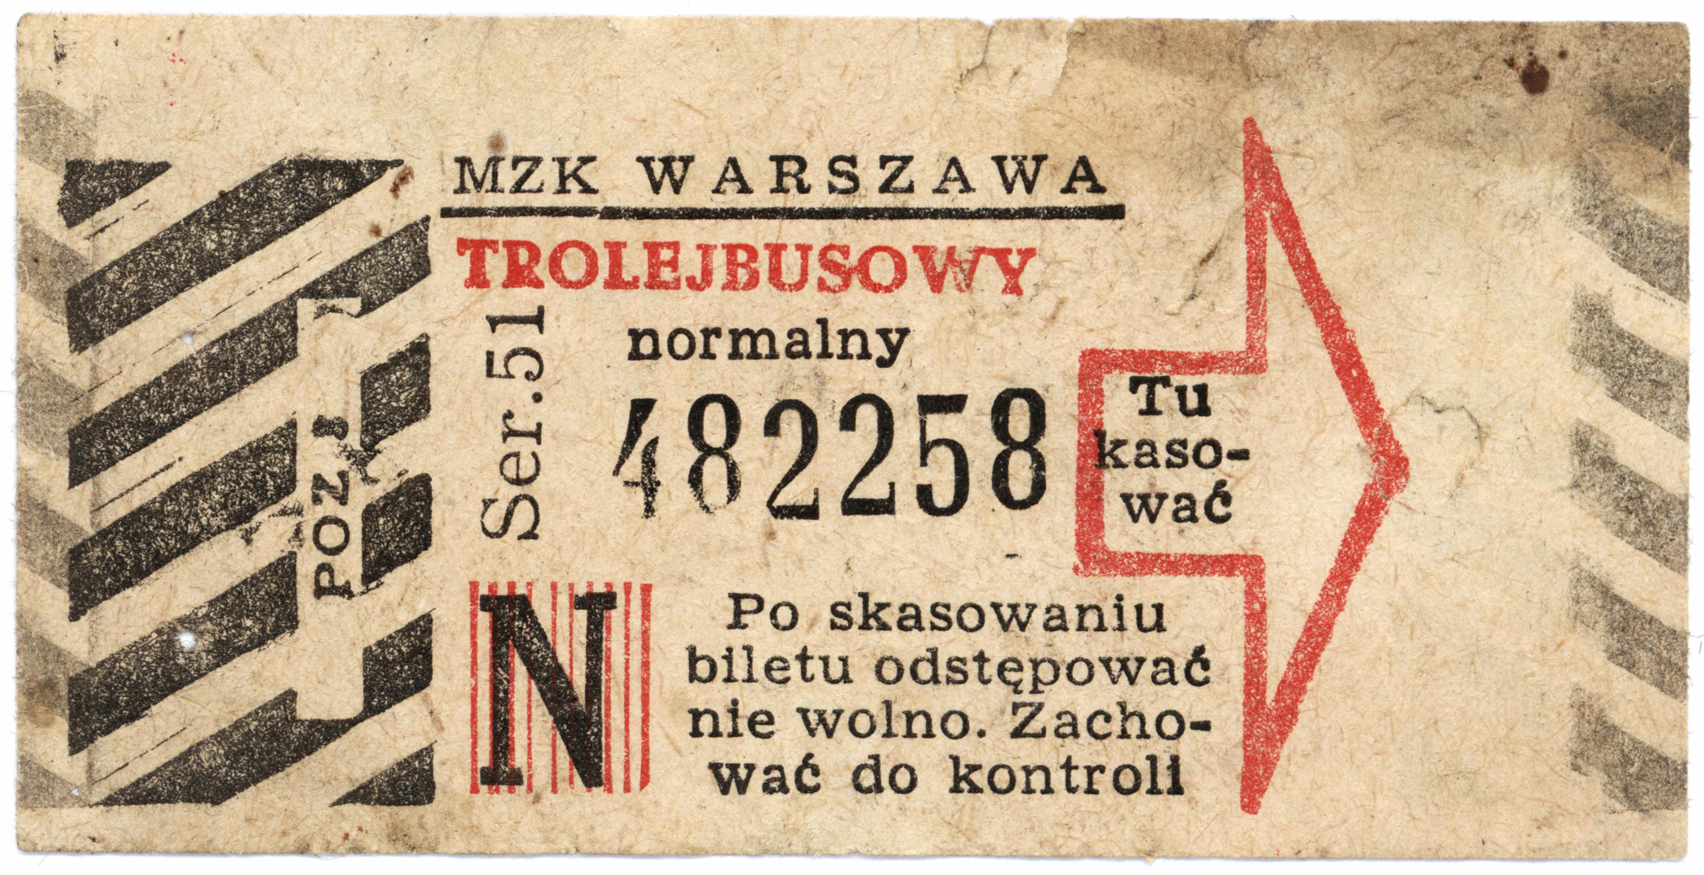 MZK WARSZAWA
TROLEJBUSOWY
Ser.51
normalny
482258
Tu
kaso-
wać
POZ
N
Po skasowaniu
biletu odstępować
nie wolno. Zacho-
wać do kontroli